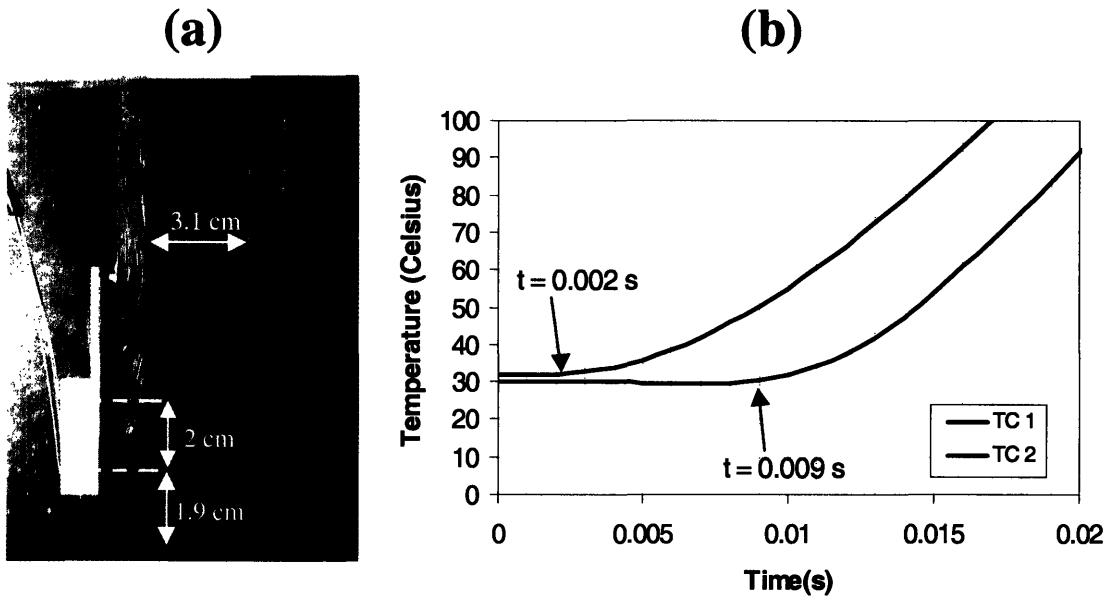 (a)
(b)
3.1 cm
2 cm
1.9 cm
Temperature (Celsius)
100
90
80
70
60
50
40
30
20
10
0
t = 0.002 s
t = 0.009 s
TC 1
TC 2
0
0.005
0.01
0.015
0.02
Time(s)